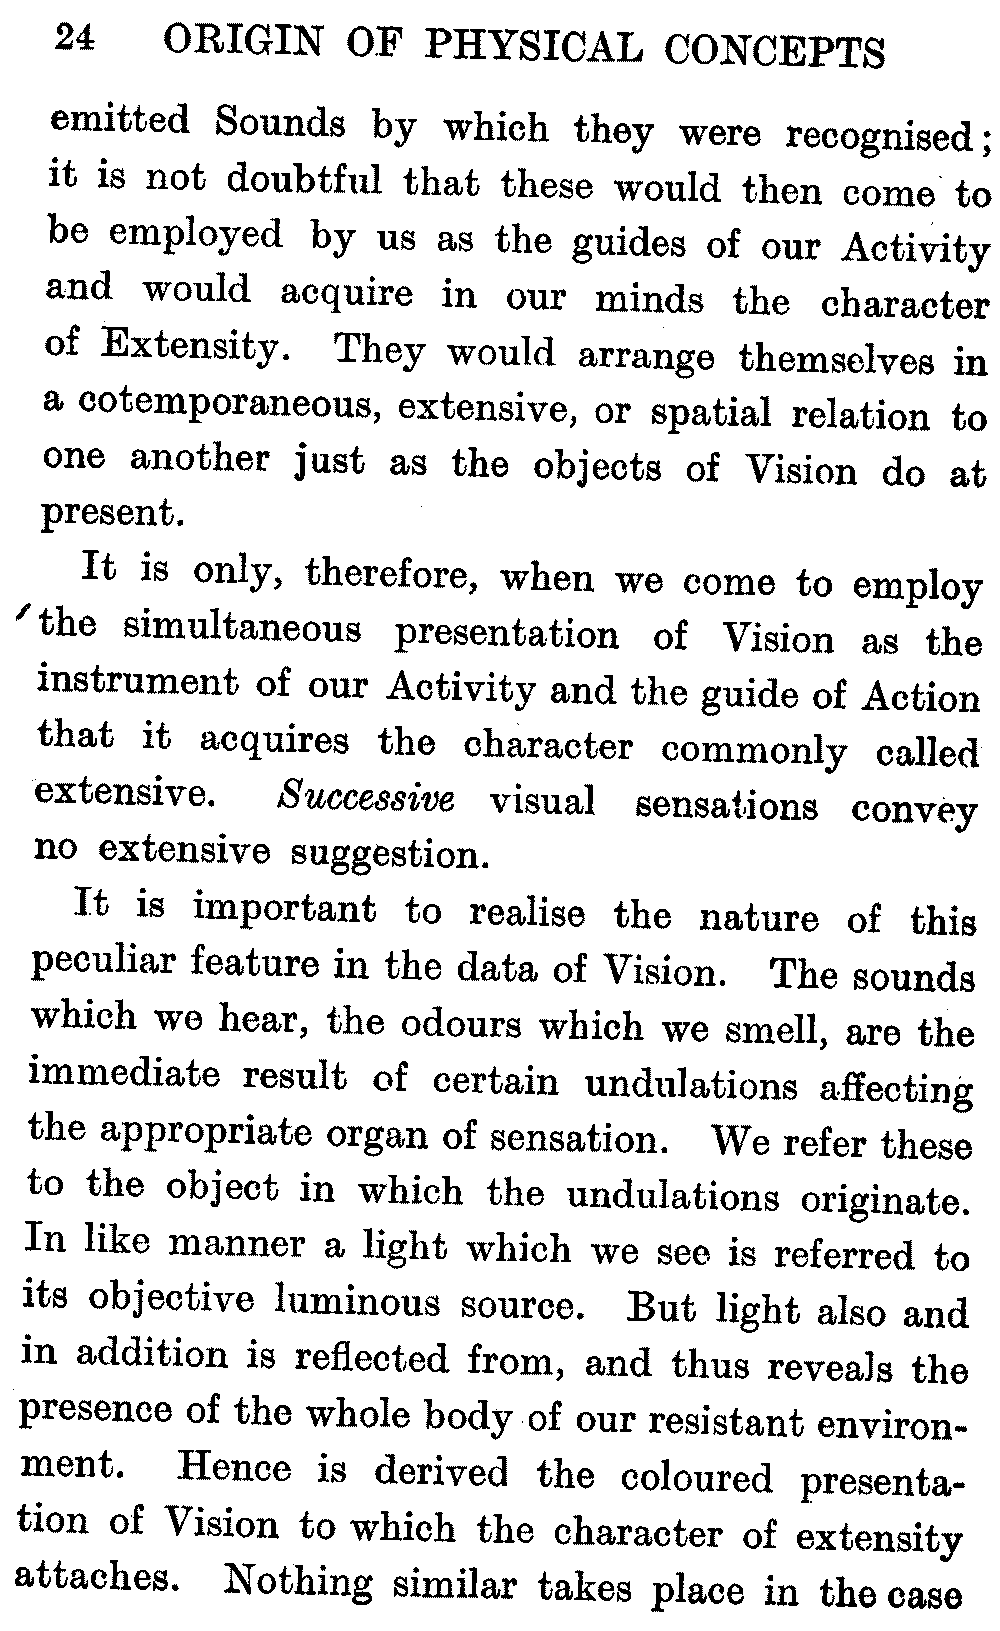 24 ORIGIN OF PHYSICAL CONCEPTS
emitted Sounds by which they were recognised;
it is not doubtful that these would then come to
be employed by us as the guides of our Activity
and would acquire in our minds the character
of Extensity. They would arrange themselves in
a cotemporaneous, extensive, or spatial relation to
one another just as the objects of Vision do at
present.
It is only, therefore, when we come to employ
the simultaneous presentation of Vision as the
instrument of our Activity and the guide of Action
that it acquires the character commonly called
extensive. Successive visual sensations convey
no extensive suggestion.
It is important to realise the nature of this
peculiar feature in the data of Vision. The sounds
which we hear, the odours which we smell, are the
immediate result of certain undulations affecting
the appropriate organ of sensation. We refer these
to the object in which the undulations originate.
In like manner a light which we see is referred to
its objective luminous source. But light also and
in addition is reflected from, and thus reveals the
presence of the whole body of our resistant environ-
ment. Hence is derived the coloured presenta-
tion of Vision to which the character of extensity
attaches. Nothing similar takes place in the case